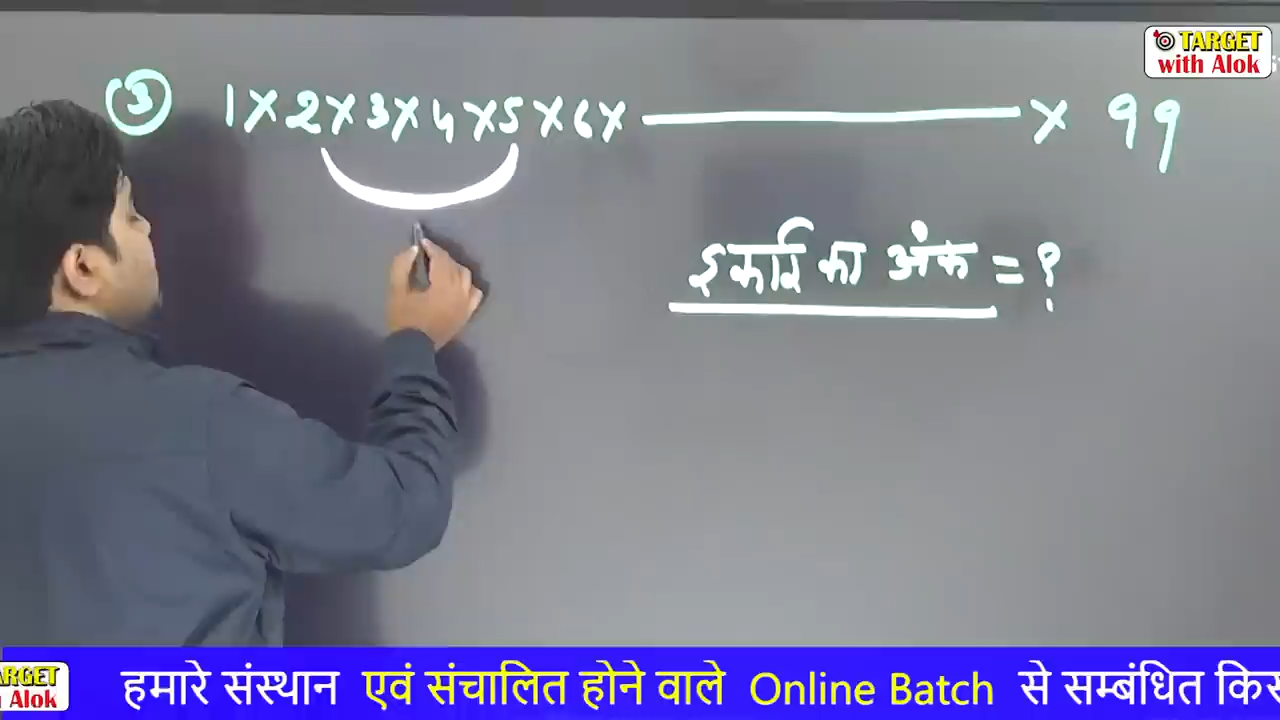 TARGET
with Alok
③ 1×2×3×4×5×6× ——— × 99
इकाई का अंक = ?
TARGET
with Alok
हमारे संस्थान एवं संचालित होने वाले Online Batch से सम्बंधित किस